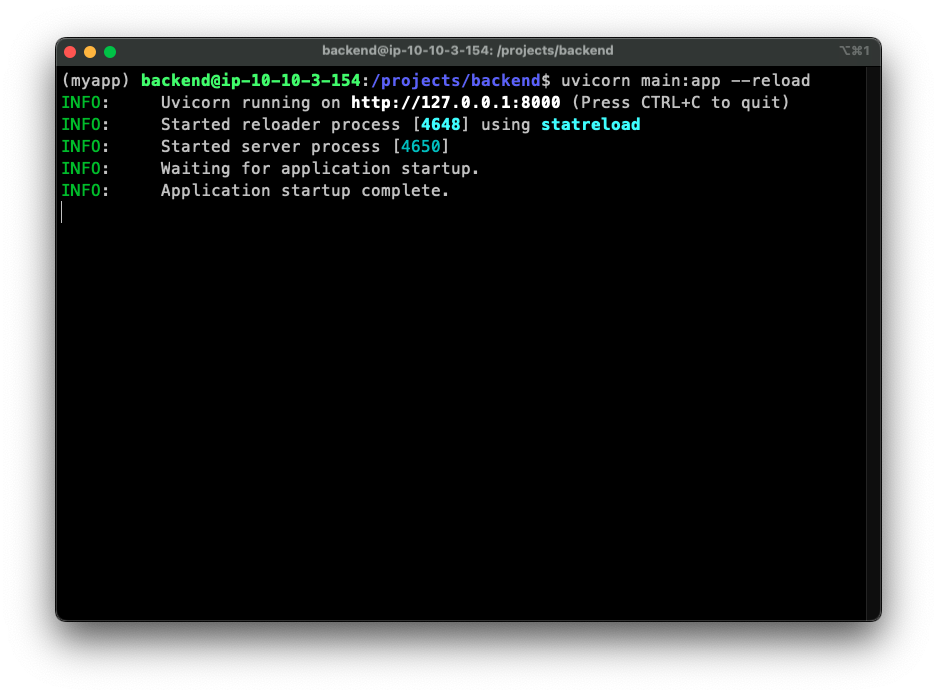 backend@ip-10-10-3-154: /projects/backend
⌥⌘1
(myapp) backend@ip-10-10-3-154:/projects/backend$ uvicorn main:app --reload
INFO:     Uvicorn running on http://127.0.0.1:8000 (Press CTRL+C to quit)
INFO:     Started reloader process [4648] using statreload
INFO:     Started server process [4650]
INFO:     Waiting for application startup.
INFO:     Application startup complete.